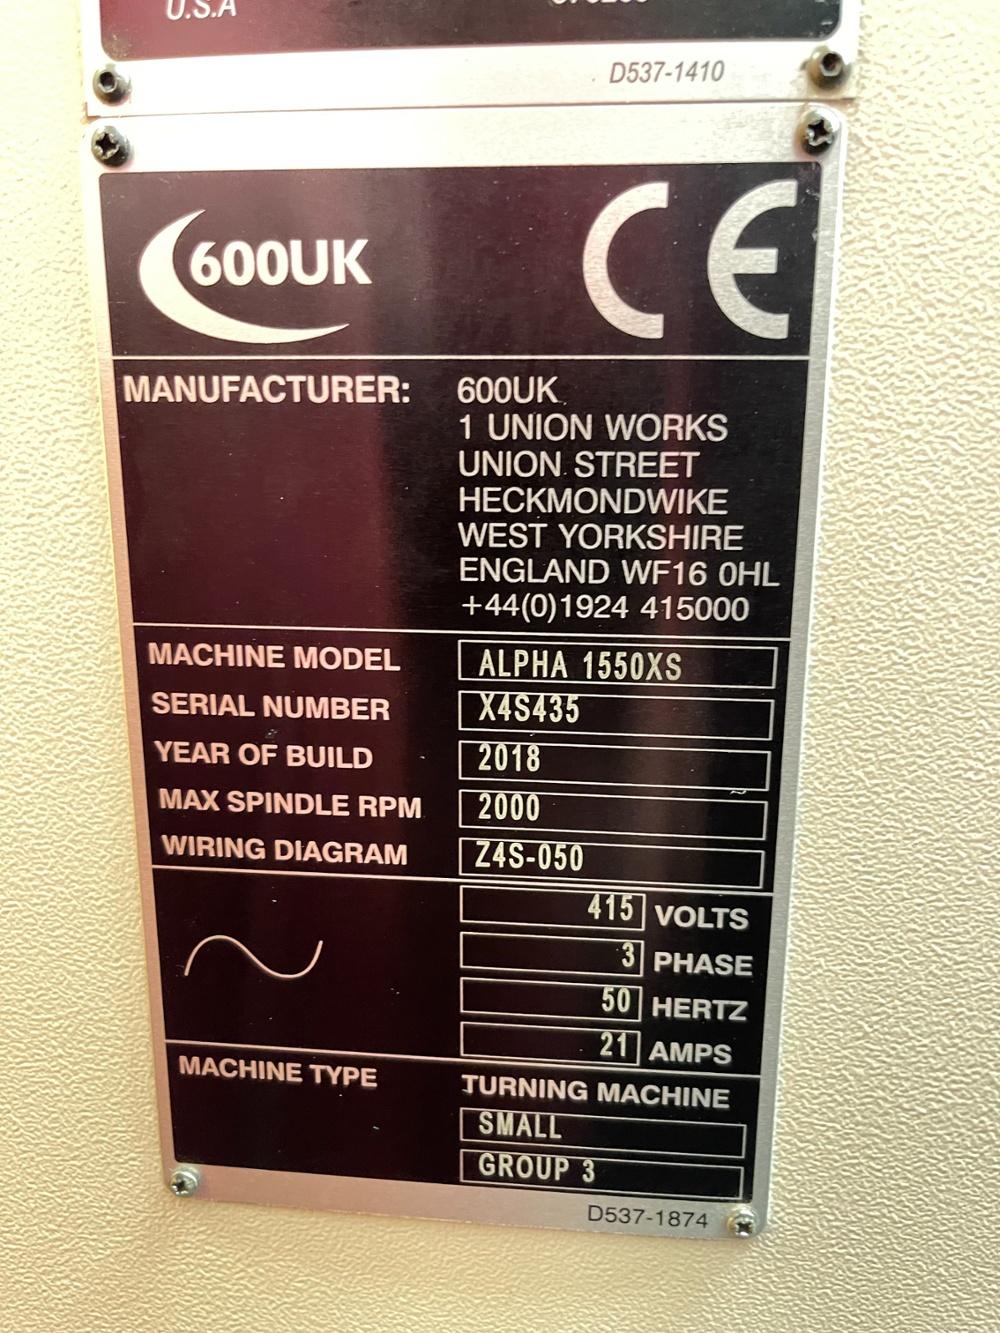 U.S.A
D537-1410
600UK CE
MANUFACTURER: 600UK
1 UNION WORKS
UNION STREET
HECKMONDWIKE
WEST YORKSHIRE
ENGLAND WF16 0HL
+44(0)1924 415000
MACHINE MODEL ALPHA 1550XS
SERIAL NUMBER X4S435
YEAR OF BUILD 2018
MAX SPINDLE RPM 2000
WIRING DIAGRAM Z4S-050
415 VOLTS
3 PHASE
50 HERTZ
21 AMPS
MACHINE TYPE TURNING MACHINE
SMALL
GROUP 3
D537-1874